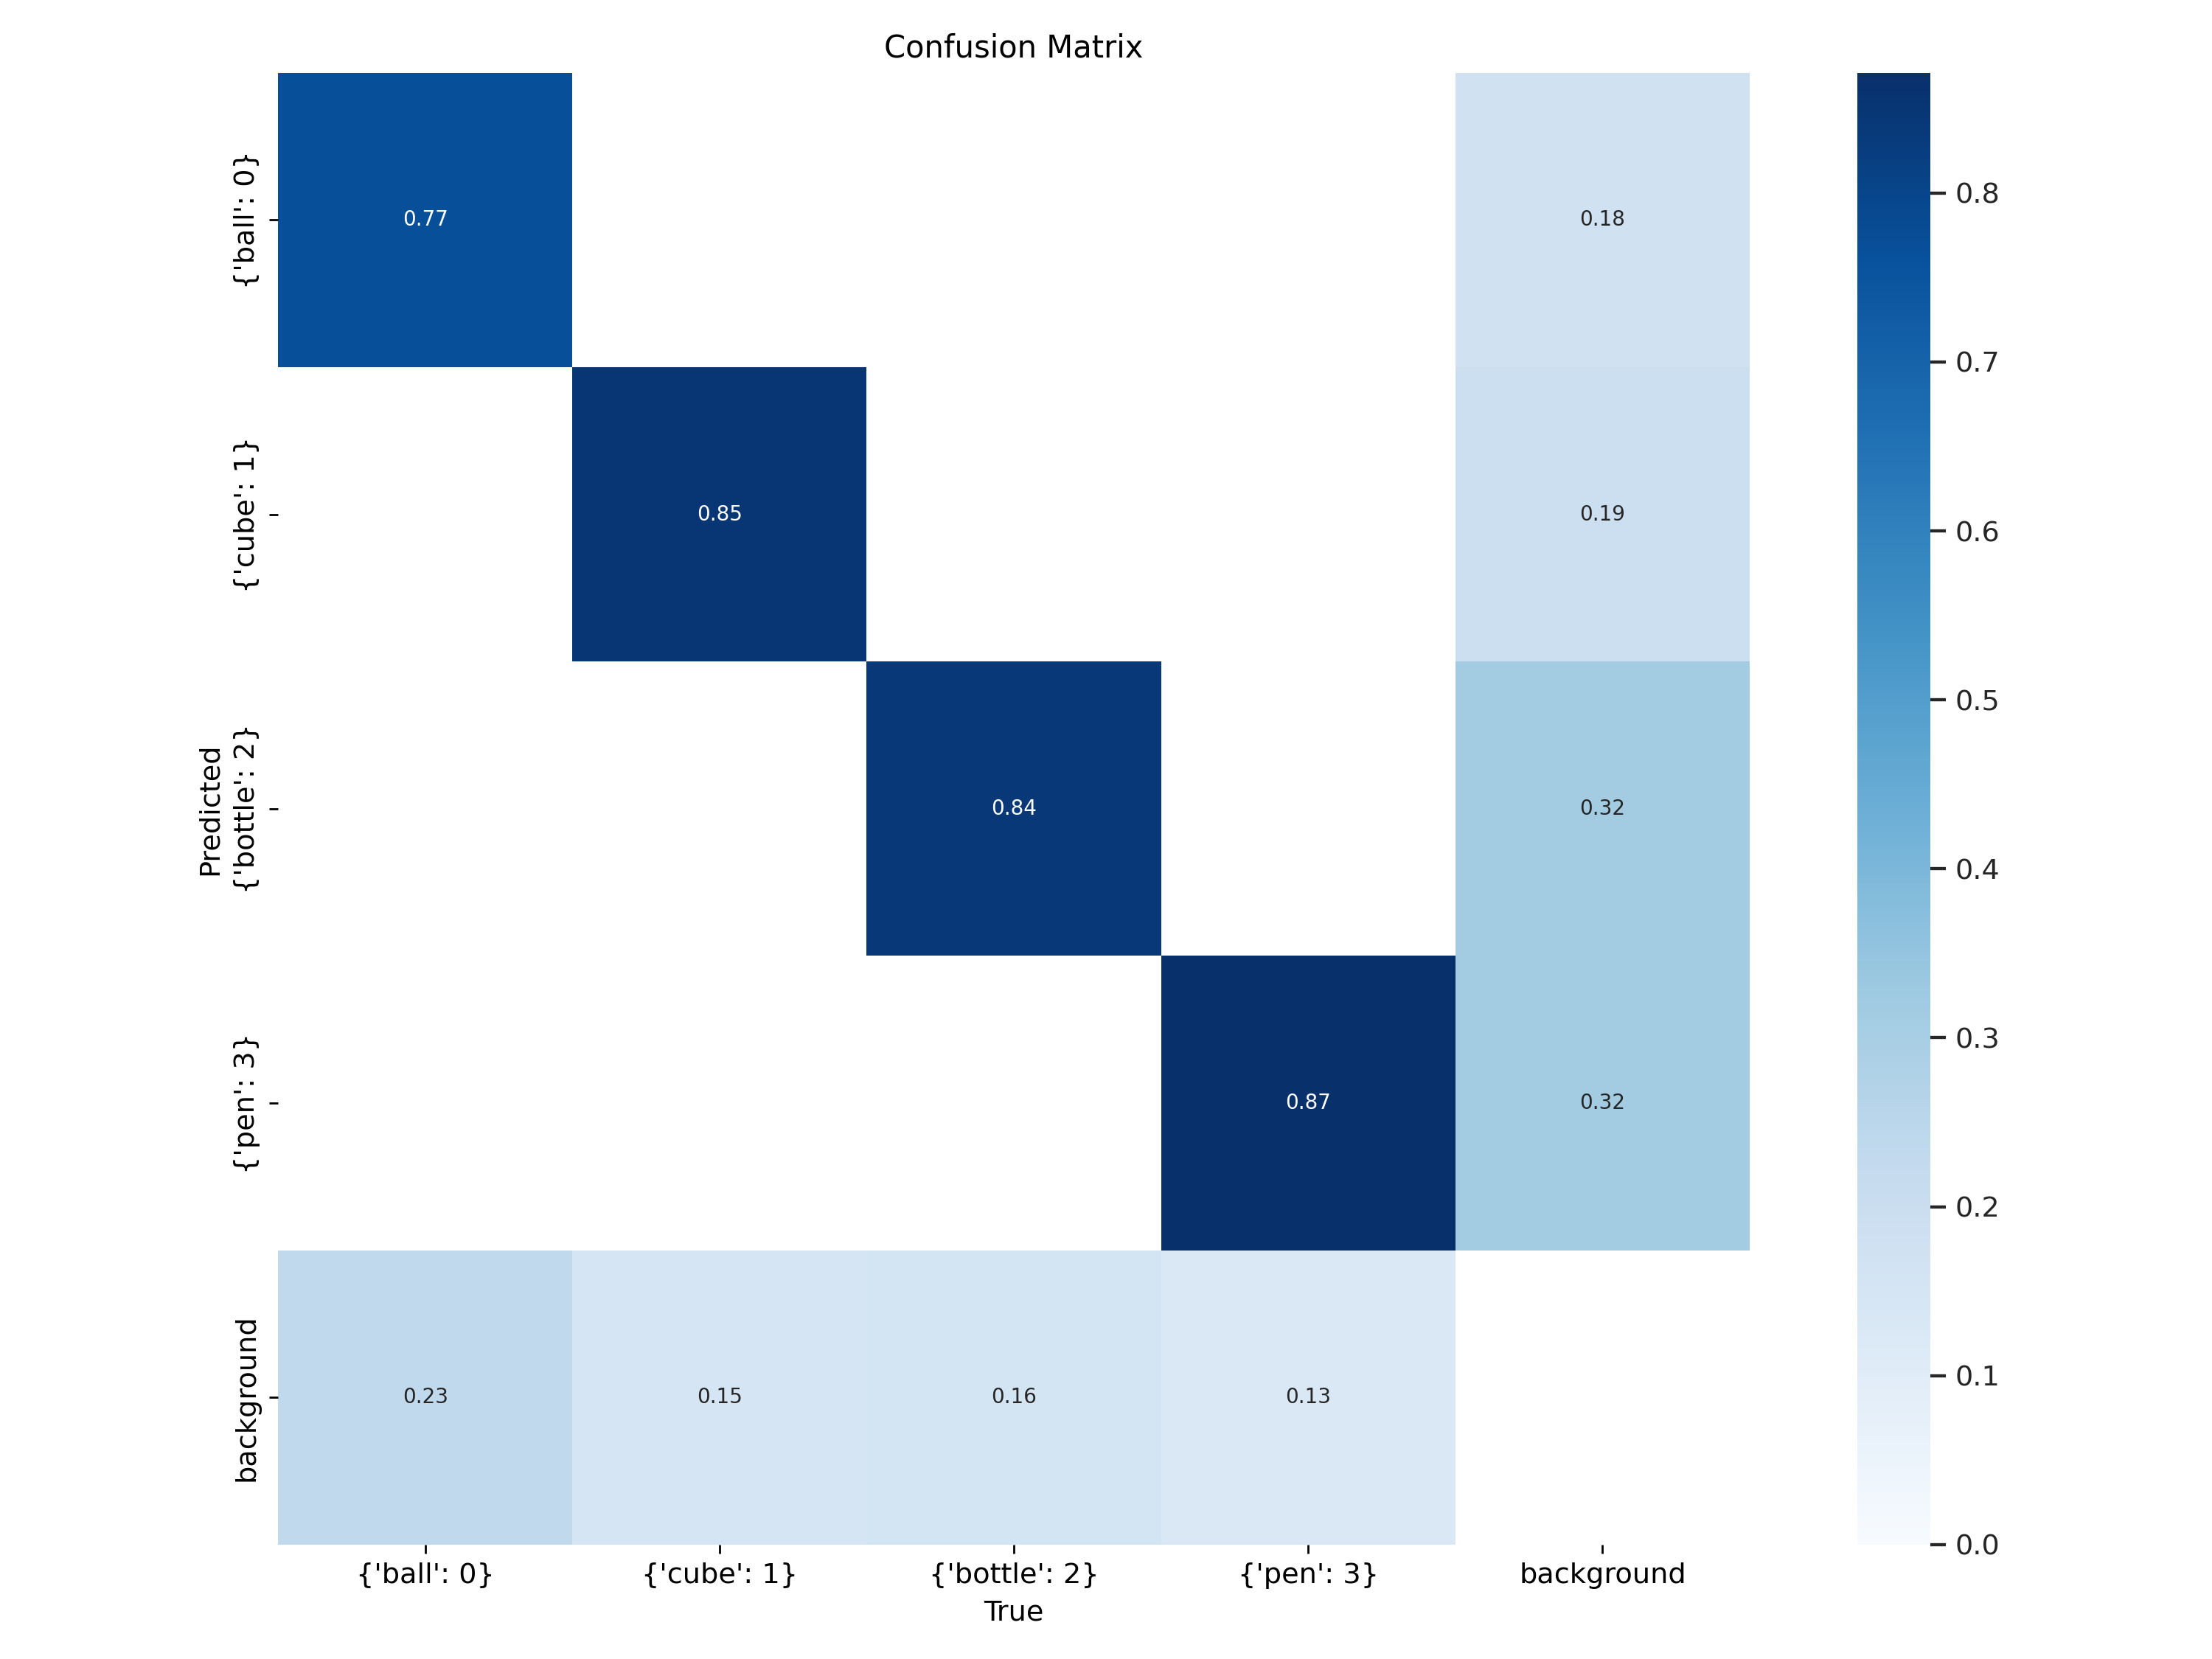 Confusion Matrix
{'ball': 0}
0.77
0.18
0.8
0.7
{'cube': 1}
0.85
0.19
0.6
0.5
Predicted
{'bottle': 2}
0.84
0.32
0.4
0.3
{'pen': 3}
0.87
0.32
0.2
0.1
background
0.23
0.15
0.16
0.13
0.0
{'ball': 0}
{'cube': 1}
{'bottle': 2}
{'pen': 3}
background
True